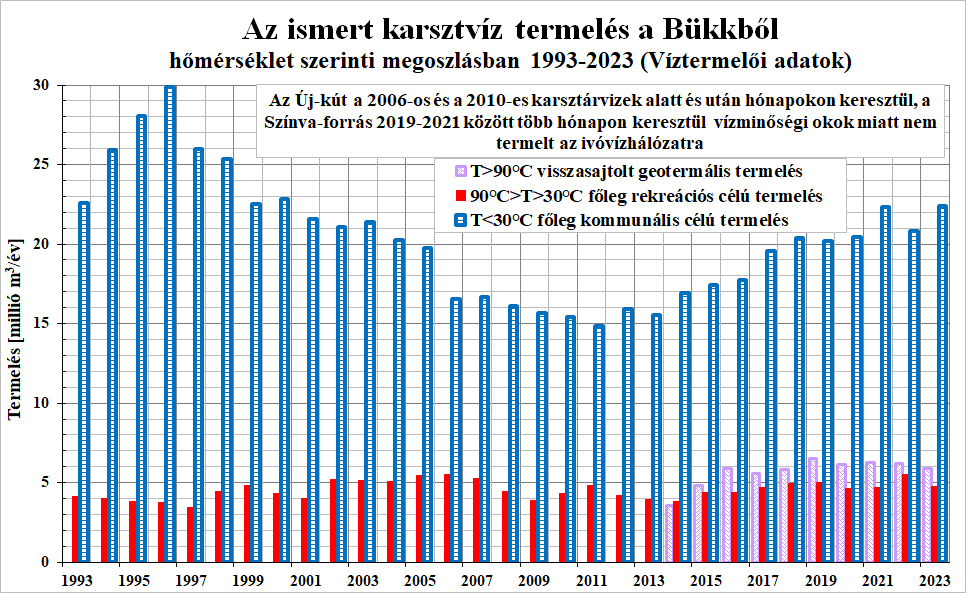 Az ismert karsztvíz termelés a Bükkből
hőmérséklet szerinti megoszlásban 1993-2023 (Víztermelői adatok)
Az Új-kút a 2006-os és a 2010-es karsztárvizek alatt és után hónapokon keresztül, a
Színva-forrás 2019-2021 között több hónapon keresztül vízminőségi okok miatt nem
termelt az ivóvízhálózatra
T>90°C visszasajtolt geotermális termelés
90°C>T>30°C főleg rekreációs célú termelés
T<30°C főleg kommunális célú termelés
Termelés [millió m³/év]
30
25
20
15
10
5
0
1993 1995 1997 1999 2001 2003 2005 2007 2009 2011 2013 2015 2017 2019 2021 2023